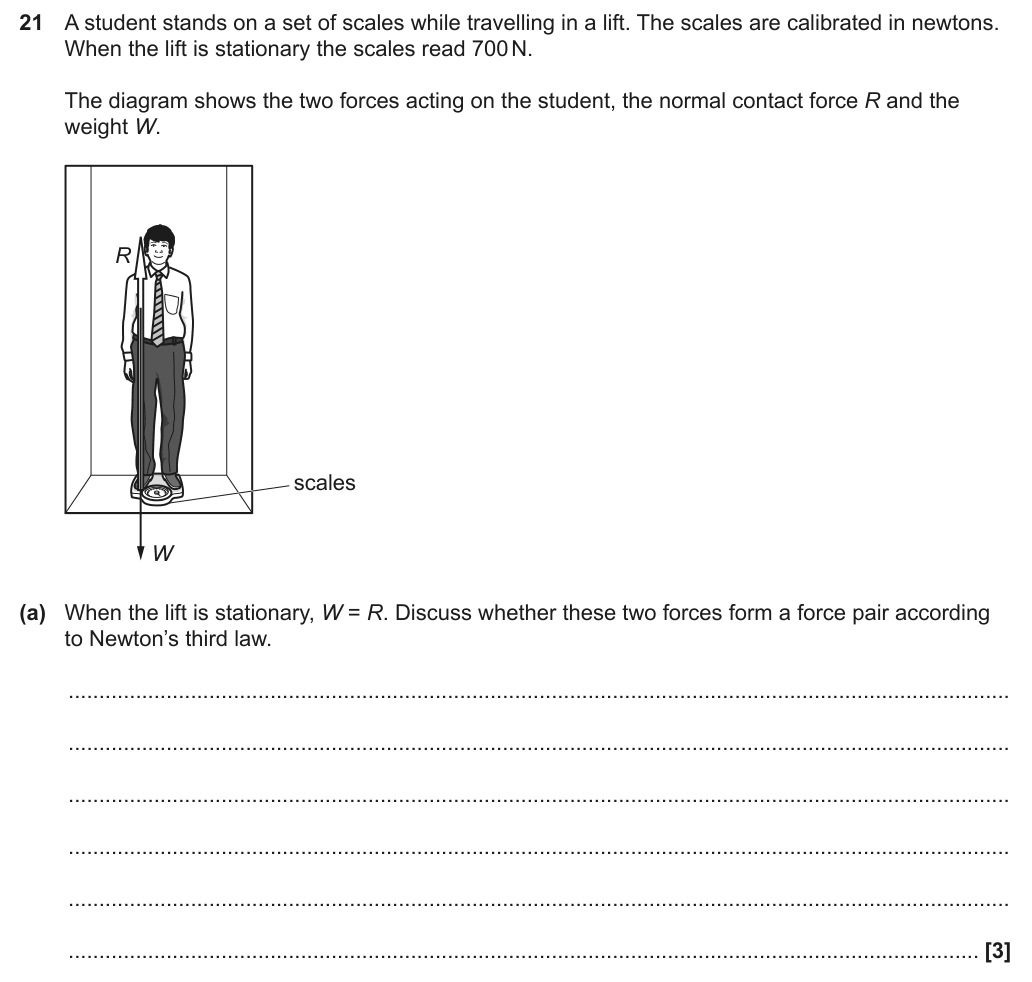 21 A student stands on a set of scales while travelling in a lift. The scales are calibrated in newtons.
When the lift is stationary the scales read 700 N.
The diagram shows the two forces acting on the student, the normal contact force R and the
weight W.
R
scales
W
(a) When the lift is stationary, W = R. Discuss whether these two forces form a force pair according
to Newton’s third law.
[3]